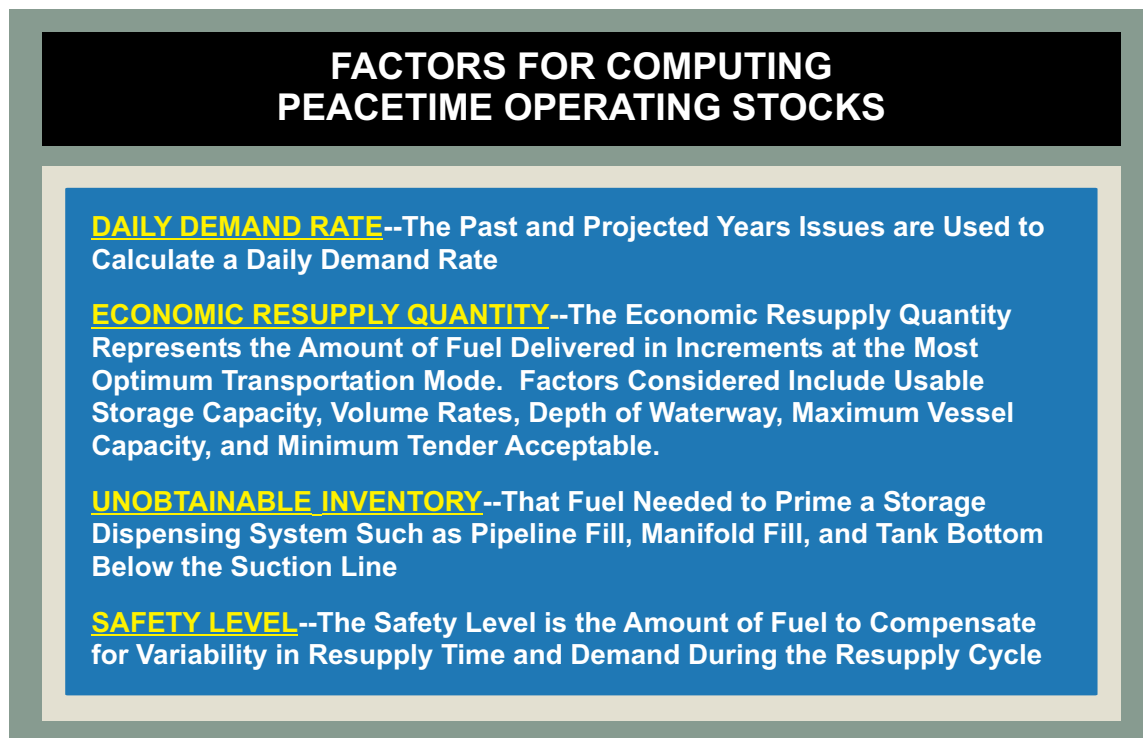 FACTORS FOR COMPUTING
PEACETIME OPERATING STOCKS
DAILY DEMAND RATE--The Past and Projected Years Issues are Used to
Calculate a Daily Demand Rate
ECONOMIC RESUPPLY QUANTITY--The Economic Resupply Quantity
Represents the Amount of Fuel Delivered in Increments at the Most
Optimum Transportation Mode.  Factors Considered Include Usable
Storage Capacity, Volume Rates, Depth of Waterway, Maximum Vessel
Capacity, and Minimum Tender Acceptable.
UNOBTAINABLE INVENTORY--That Fuel Needed to Prime a Storage
Dispensing System Such as Pipeline Fill, Manifold Fill, and Tank Bottom
Below the Suction Line
SAFETY LEVEL--The Safety Level is the Amount of Fuel to Compensate
for Variability in Resupply Time and Demand During the Resupply Cycle